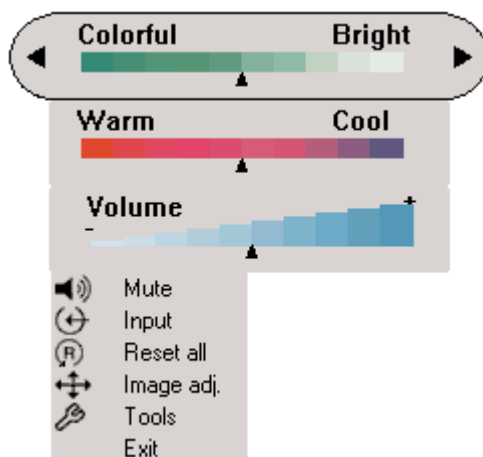 Colorful Bright
Warm Cool
Volume
- +
Mute
Input
R Reset all
Image adj.
Tools
Exit